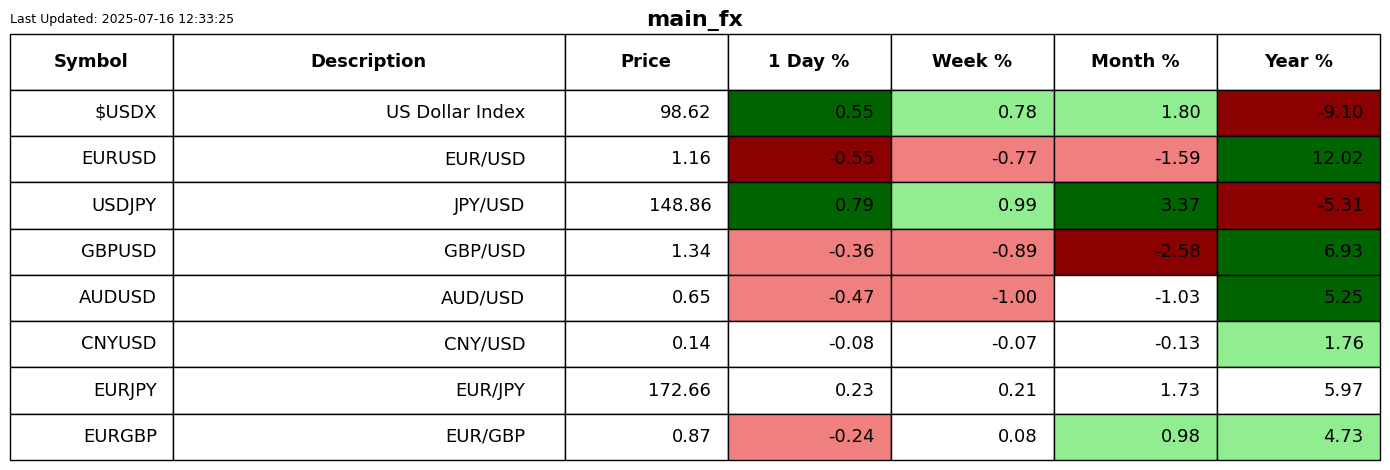 Last Updated: 2025-07-16 12:33:25
main_fx
Symbol Description Price 1 Day % Week % Month % Year %
$USDX US Dollar Index 98.62 0.55 0.78 1.80 -9.10
EURUSD EUR/USD 1.16 -0.55 -0.77 -1.59 12.02
USDJPY JPY/USD 148.86 0.79 0.99 3.37 -5.31
GBPUSD GBP/USD 1.34 -0.36 -0.89 -2.58 6.93
AUDUSD AUD/USD 0.65 -0.47 -1.00 -1.03 5.25
CNYUSD CNY/USD 0.14 -0.08 -0.07 -0.13 1.76
EURJPY EUR/JPY 172.66 0.23 0.21 1.73 5.97
EURGBP EUR/GBP 0.87 -0.24 0.08 0.98 4.73